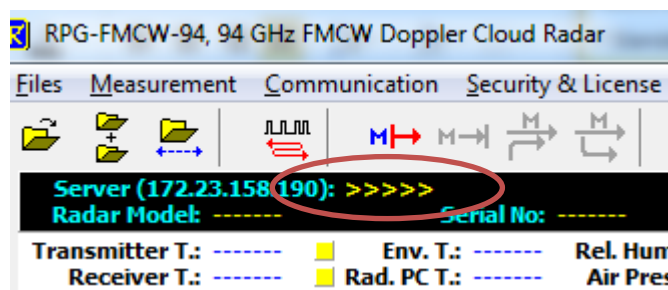 RPG-FMCW-94, 94 GHz FMCW Doppler Cloud Radar
Files Measurement Communication Security & License
M M M M
Server (172.23.158.190): >>>>>
Radar Model: ------- Serial No: -------
Transmitter T.: ------- Env. T.: ------- Rel. Hum
Receiver T.: ------- Rad. PC T.: ------- Air Pres